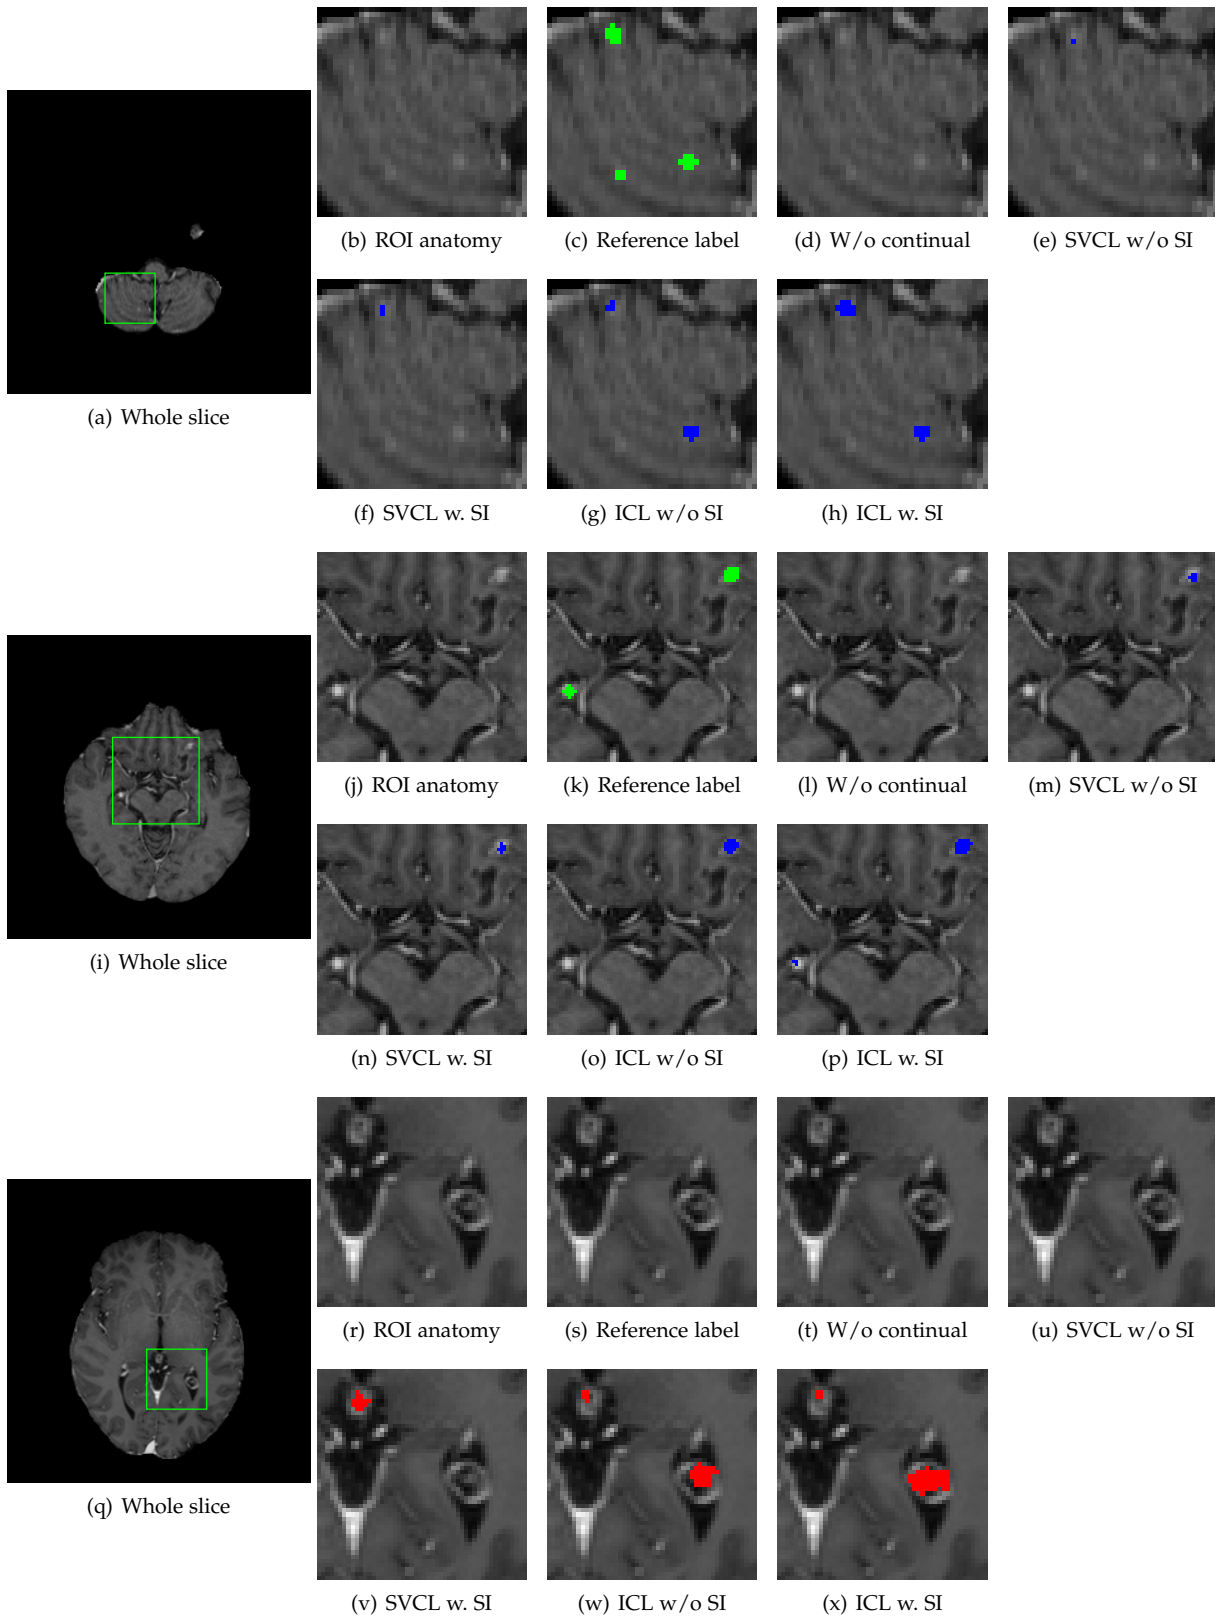 (b) ROI anatomy
(c) Reference label
(d) W/o continual
(e) SVCL w/o SI
(a) Whole slice
(f) SVCL w. SI
(g) ICL w/o SI
(h) ICL w. SI
(j) ROI anatomy
(k) Reference label
(l) W/o continual
(m) SVCL w/o SI
(i) Whole slice
(n) SVCL w. SI
(o) ICL w/o SI
(p) ICL w. SI
(r) ROI anatomy
(s) Reference label
(t) W/o continual
(u) SVCL w/o SI
(q) Whole slice
(v) SVCL w. SI
(w) ICL w/o SI
(x) ICL w. SI